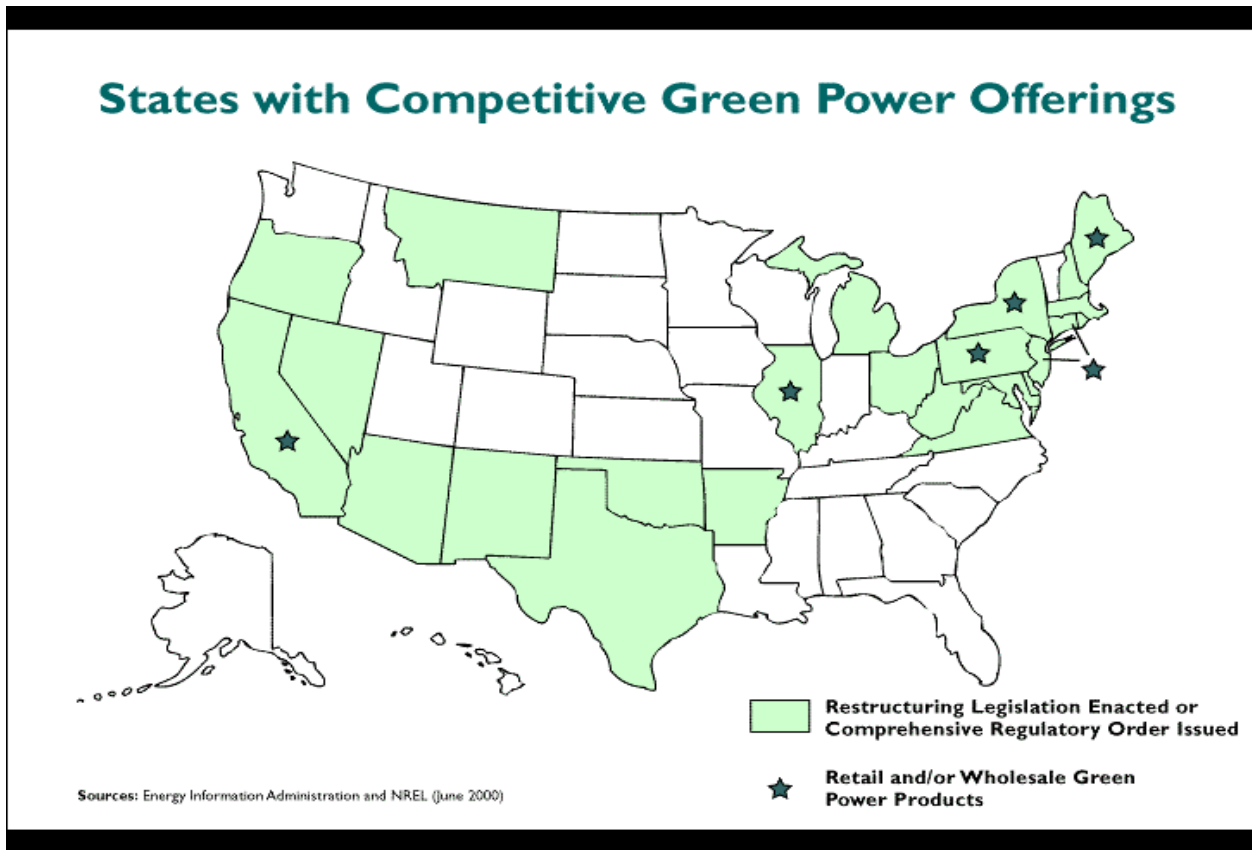 States with Competitive Green Power Offerings
Restructuring Legislation Enacted or
Comprehensive Regulatory Order Issued
Retail and/or Wholesale Green
Power Products
Sources: Energy Information Administration and NREL (June 2000)